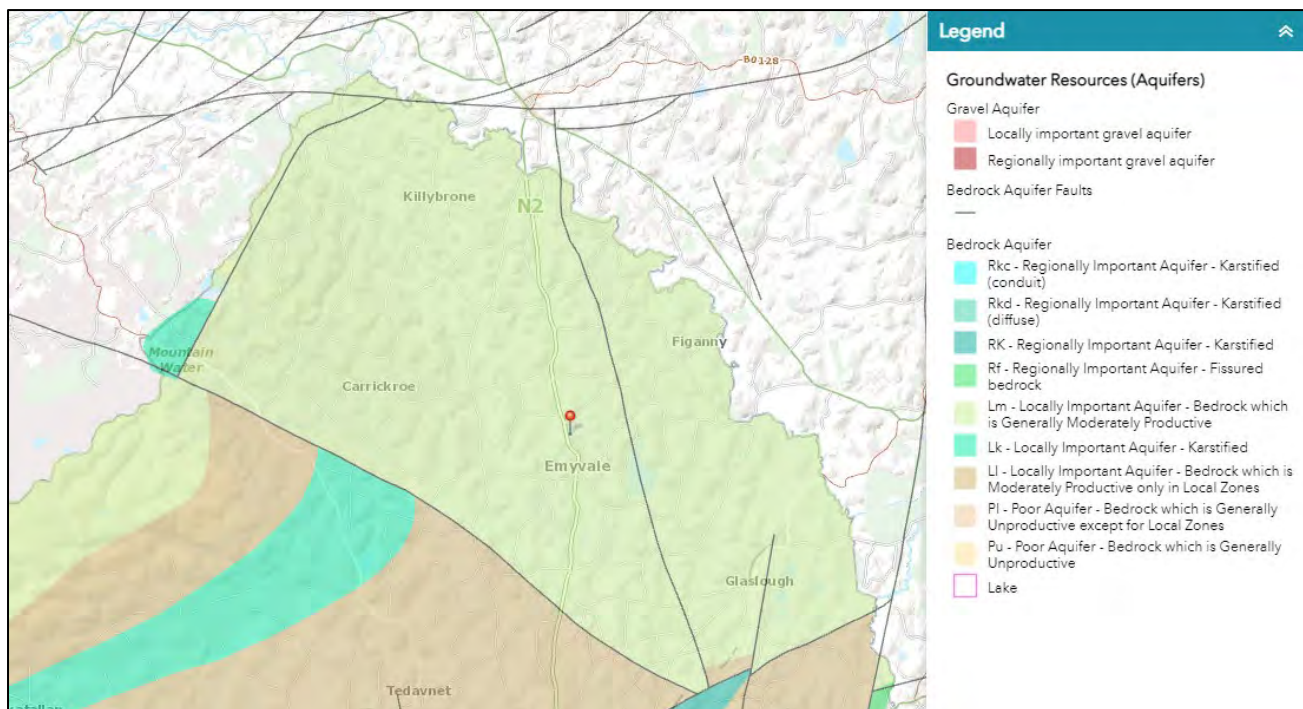 B0128
Killybrone
N2
Figanny
Mountain
Water
Carrickroe
Emyvale
Glaslough
Tedavnet
Legend
Groundwater Resources (Aquifers)
Gravel Aquifer
Locally important gravel aquifer
Regionally important gravel aquifer
Bedrock Aquifer Faults
Bedrock Aquifer
Rkc - Regionally Important Aquifer - Karstified
(conduit)
Rkd - Regionally Important Aquifer - Karstified
(diffuse)
RK - Regionally Important Aquifer - Karstified
Rf - Regionally Important Aquifer - Fissured
bedrock
Lm - Locally Important Aquifer - Bedrock which
is Generally Moderately Productive
Lk - Locally Important Aquifer - Karstified
Ll - Locally Important Aquifer - Bedrock which is
Moderately Productive only in Local Zones
Pl - Poor Aquifer - Bedrock which is Generally
Unproductive except for Local Zones
Pu - Poor Aquifer - Bedrock which is Generally
Unproductive
Lake